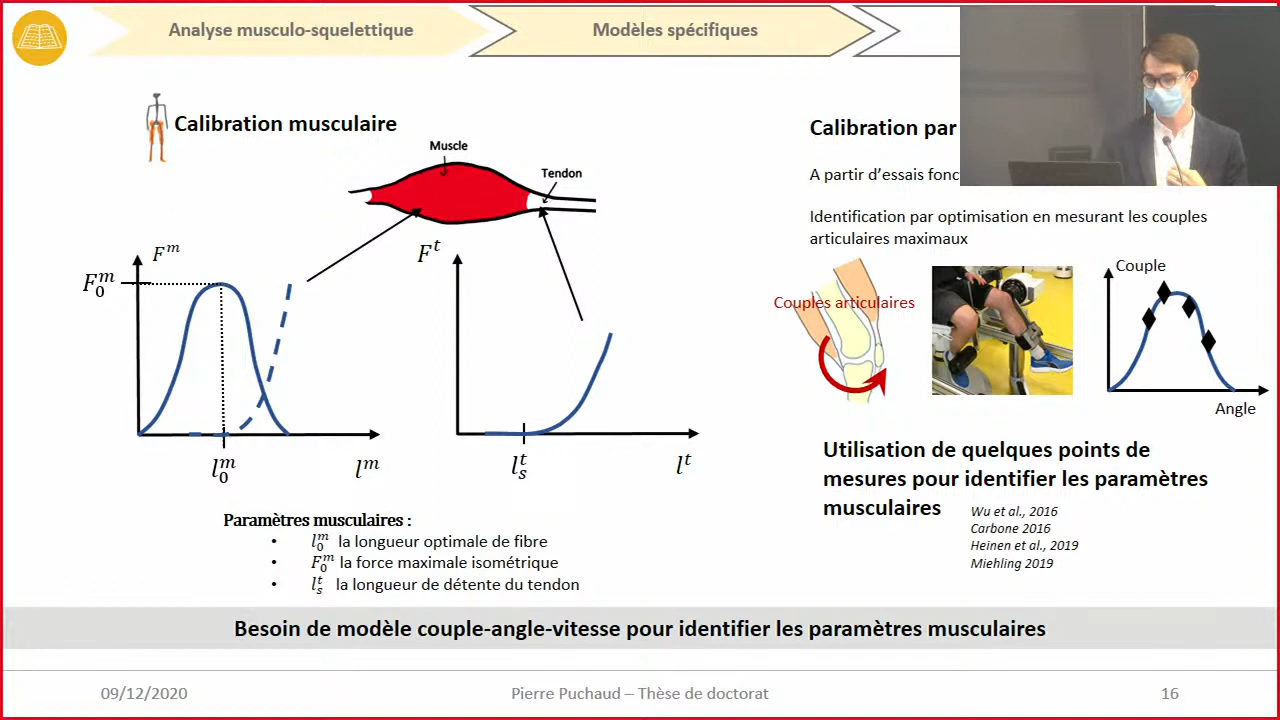 Analyse musculo-squelettique
Modèles spécifiques
Calibration musculaire
Muscle
Tendon
F^m
F_0^m
l_0^m
l^m
F^t
l_s^t
l^t
Paramètres musculaires :
• l_0^m la longueur optimale de fibre
• F_0^m la force maximale isométrique
• l_s^t la longueur de détente du tendon
Calibration par
A partir d'essais
Identification par optimisation en mesurant les couples
articulaires maximaux
Couples articulaires
Couple
Angle
Utilisation de quelques points de
mesures pour identifier les paramètres
musculaires
Wu et al., 2016
Carbone 2016
Heinen et al., 2019
Miehling 2019
Besoin de modèle couple-angle-vitesse pour identifier les paramètres musculaires
09/12/2020
Pierre Puchaud – Thèse de doctorat
16